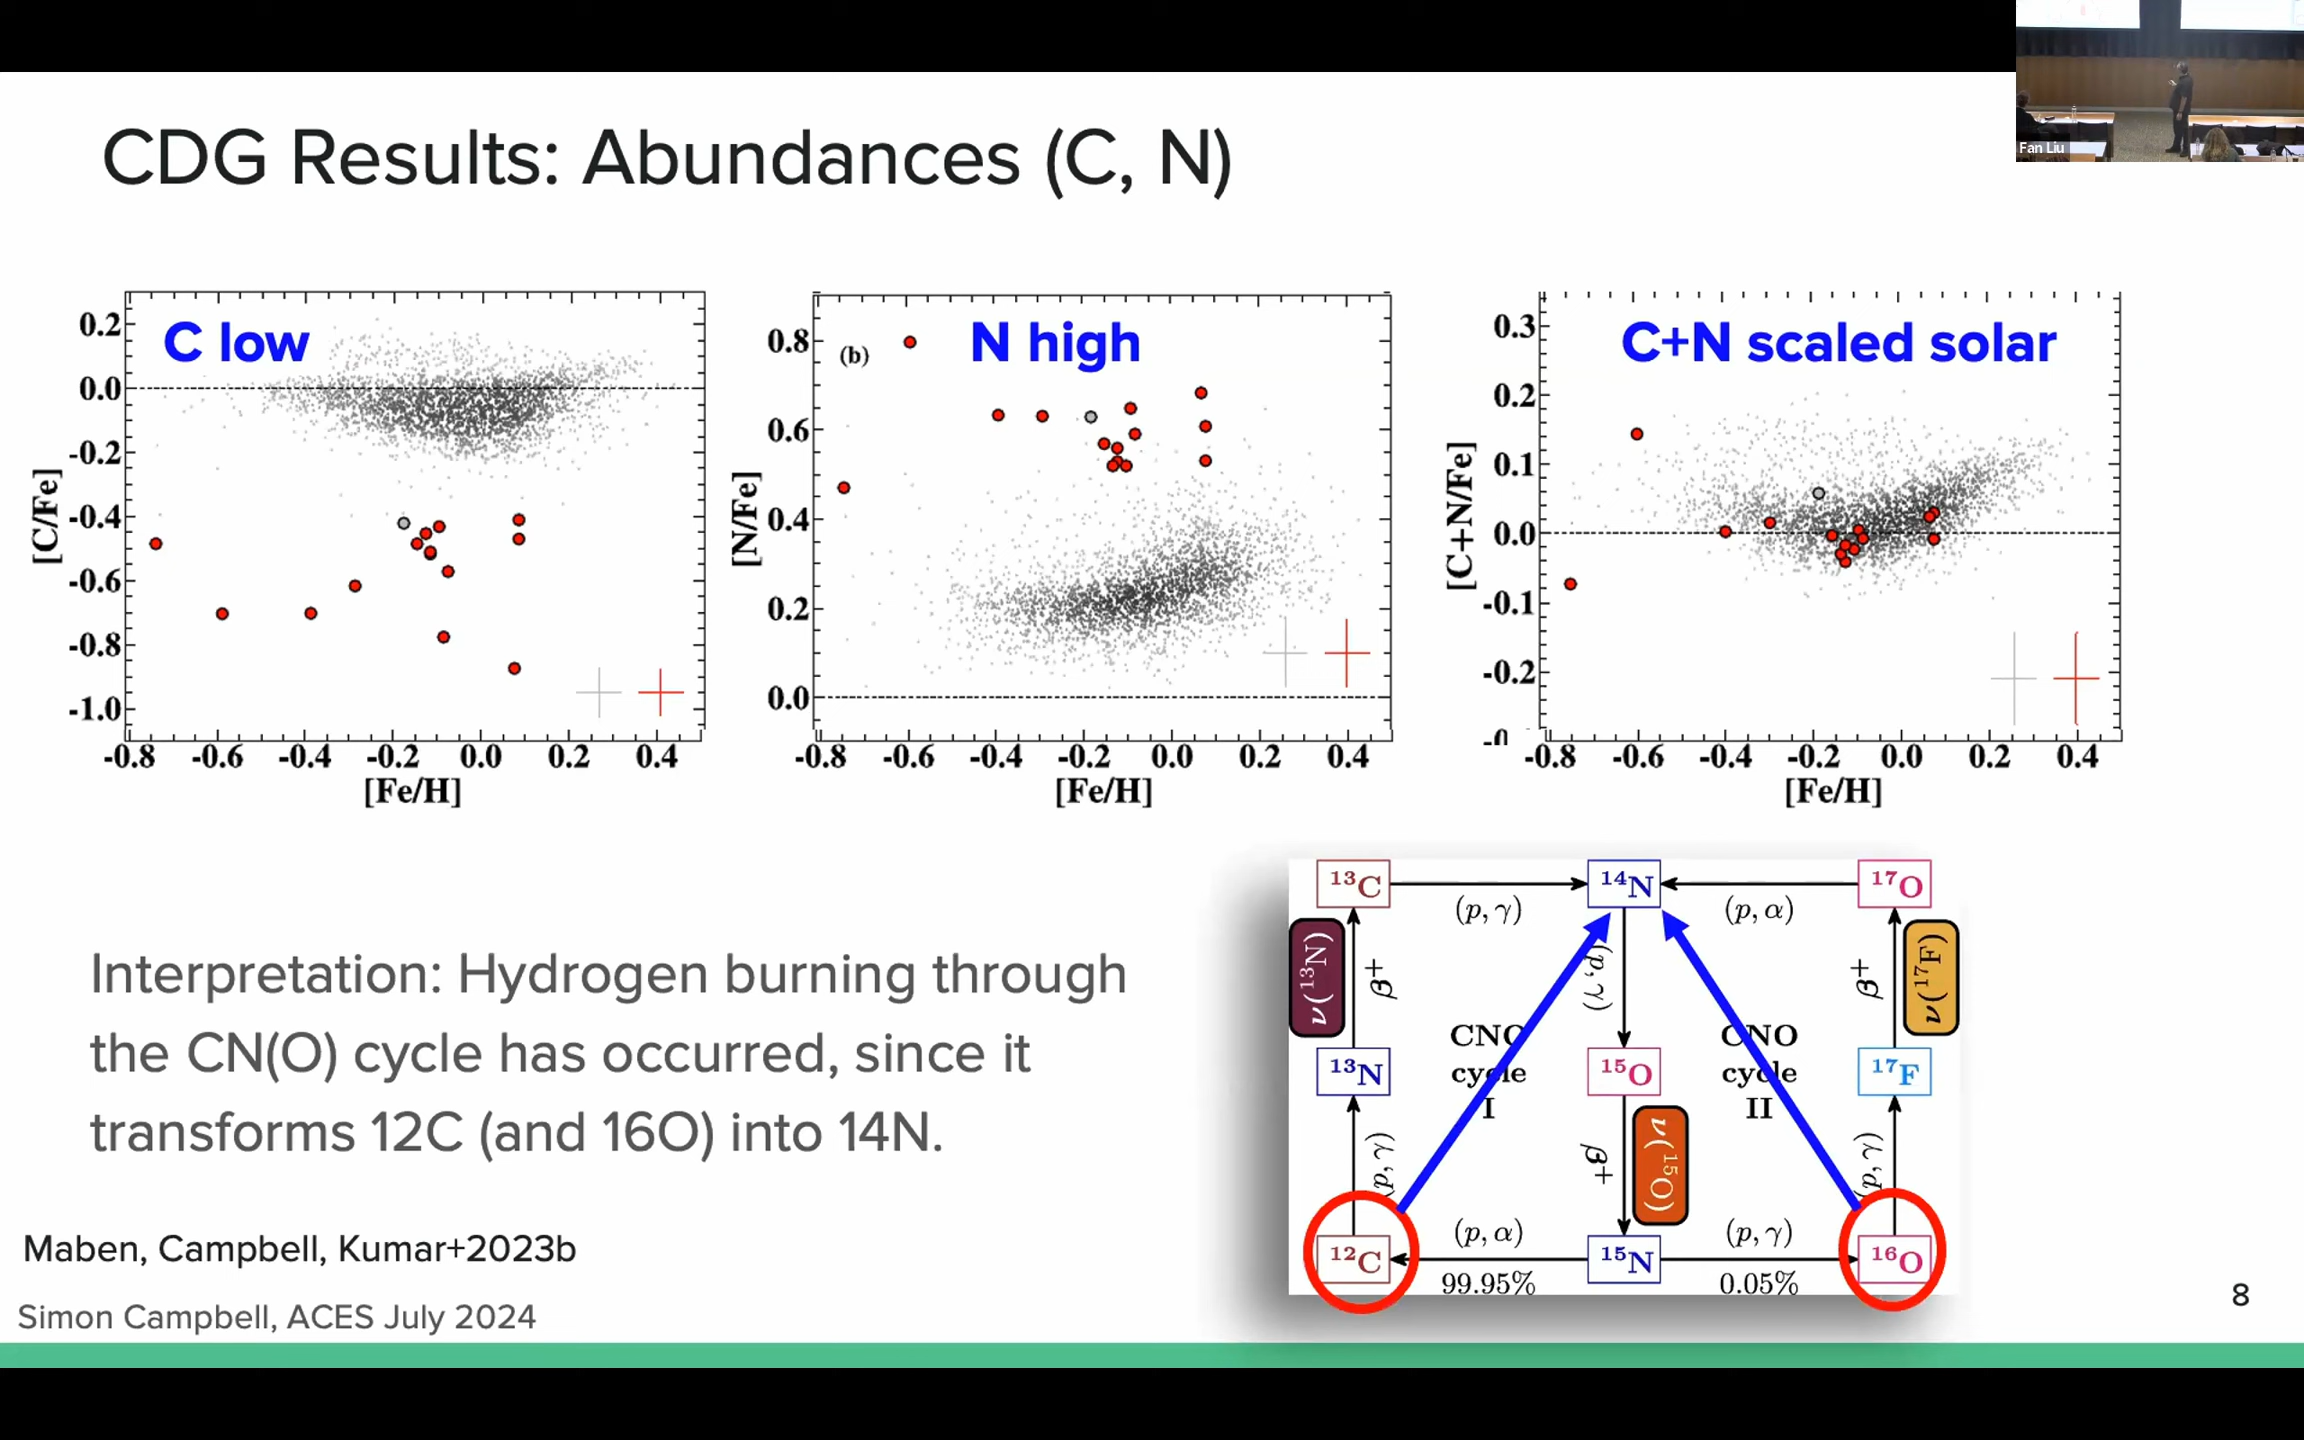 Fan Liu
CDG Results: Abundances (C, N)
C low
0.2
0.0
-0.2
-0.4
-0.6
-0.8
-1.0
[C/Fe]
-0.8 -0.6 -0.4 -0.2 0.0 0.2 0.4
[Fe/H]
(b)
N high
0.8
0.6
0.4
0.2
0.0
[N/Fe]
-0.8 -0.6 -0.4 -0.2 0.0 0.2 0.4
[Fe/H]
C+N scaled solar
0.3
0.2
0.1
0.0
-0.1
-0.2
[C+N/Fe]
-0.8 -0.6 -0.4 -0.2 0.0 0.2 0.4
[Fe/H]
Interpretation: Hydrogen burning through
the CN(O) cycle has occurred, since it
transforms 12C (and 16O) into 14N.
¹³C ¹⁴N ¹⁷O
(p, γ) (p, α)
ν(¹³N) β⁺ (p, γ) β⁺ ν(¹⁷F)
CNO CNO
¹³N cycle ¹⁵O cycle ¹⁷F
I II
(p, γ) β⁺ ν(¹⁵O) (p, γ)
(p, α) (p, γ)
¹²C ¹⁵N ¹⁶O
99.95% 0.05%
Maben, Campbell, Kumar+2023b
Simon Campbell, ACES July 2024
8